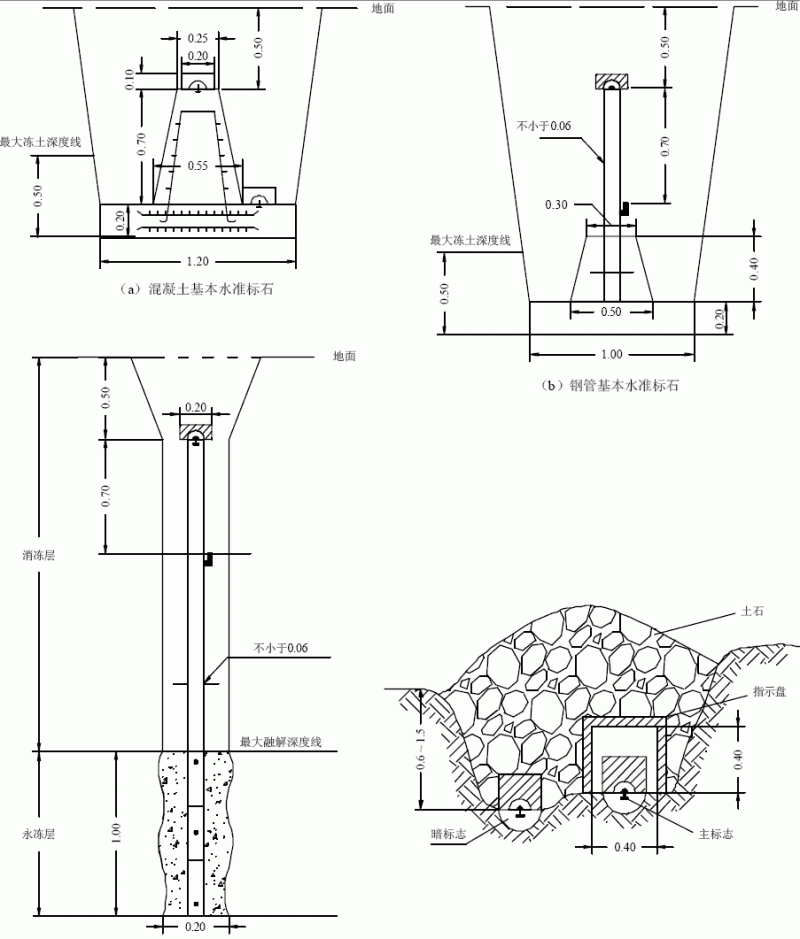 地面
0.25
0.20
0.50
0.10
0.70
最大冻土深度线
0.55
0.50
0.20
1.20
（a）混凝土基本水准标石
地面
0.50
不小于0.06
0.70
0.30
最大冻土深度线
0.40
0.50
0.50
0.20
1.00
（b）钢管基本水准标石
地面
0.50
0.20
0.70
消冻层
不小于0.06
最大融解深度线
永冻层
1.00
0.20
土石
指示盘
0.6～1.5
0.40
暗标志
主标志
0.40